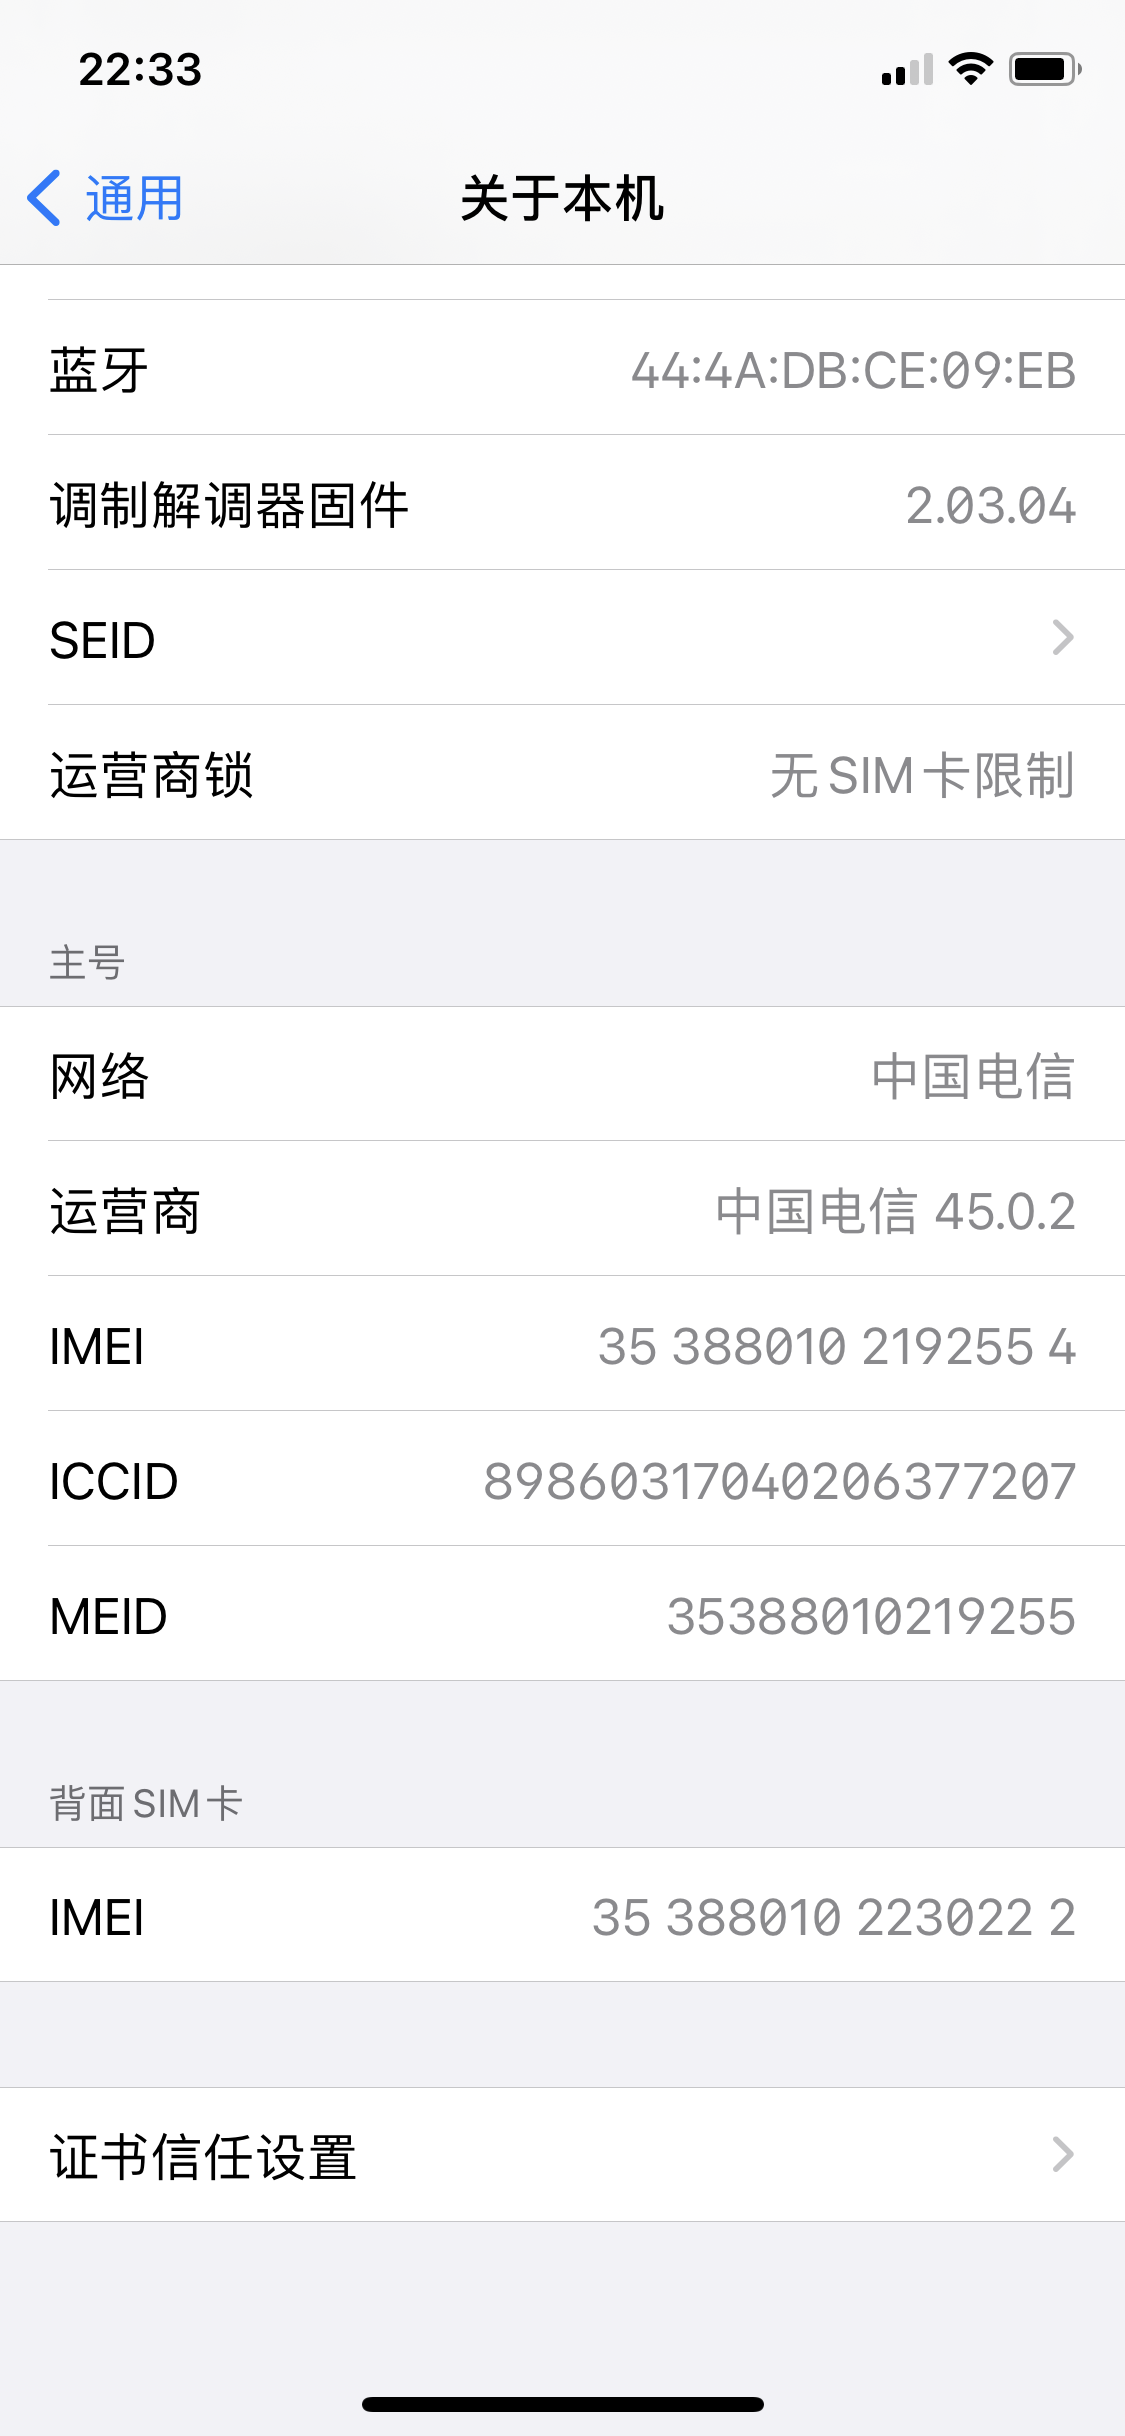 22:33
通用
关于本机
蓝牙 44:4A:DB:CE:09:EB
调制解调器固件 2.03.04
SEID
运营商锁 无 SIM 卡限制
主号
网络 中国电信
运营商 中国电信 45.0.2
IMEI 35 388010 219255 4
ICCID 89860317040206377207
MEID 35388010219255
背面 SIM 卡
IMEI 35 388010 223022 2
证书信任设置